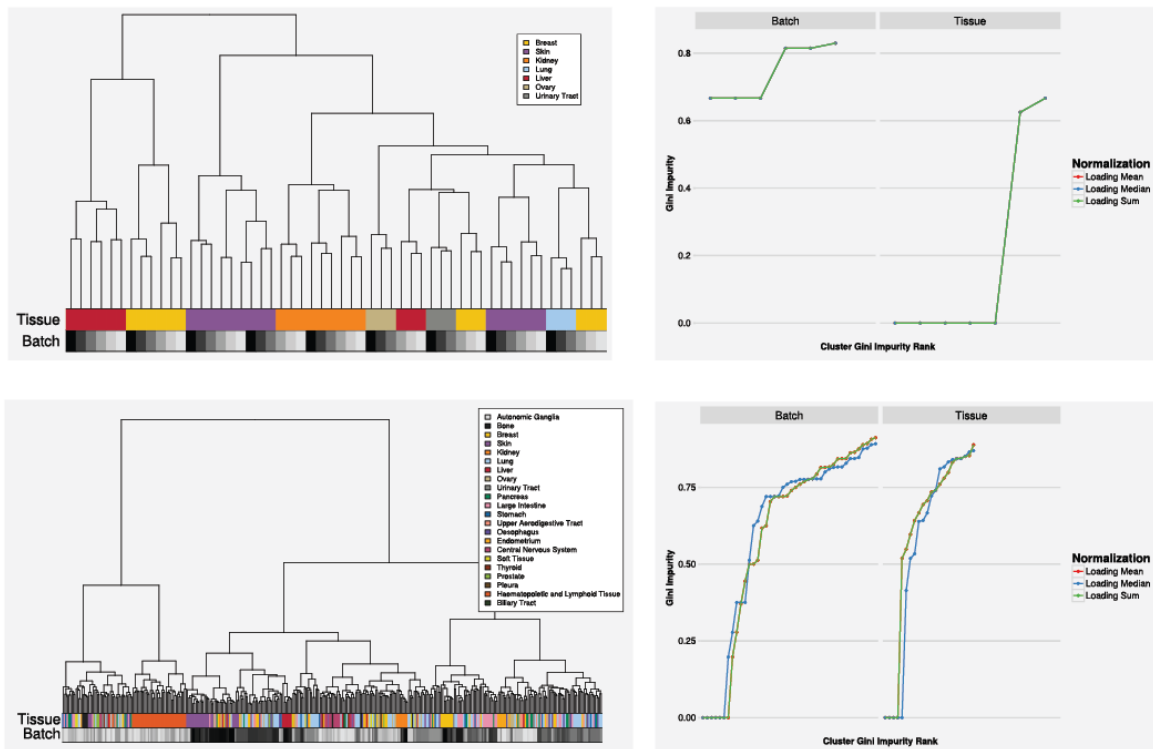 Breast
Skin
Kidney
Lung
Liver
Ovary
Urinary Tract
Tissue
Batch
Batch
Tissue
0.8
0.6
0.4
0.2
0.0
Gini Impurity
Cluster Gini Impurity Rank
Normalization
Loading Mean
Loading Median
Loading Sum
Autonomic Ganglia
Bone
Breast
Skin
Kidney
Lung
Liver
Ovary
Urinary Tract
Pancreas
Large Intestine
Stomach
Upper Aerodigestive Tract
Oesophagus
Endometrium
Central Nervous System
Soft Tissue
Thyroid
Prostate
Pleura
Haematopoietic and Lymphoid Tissue
Biliary Tract
Tissue
Batch
Batch
Tissue
0.75
0.50
0.25
0.00
Gini Impurity
Cluster Gini Impurity Rank
Normalization
Loading Mean
Loading Median
Loading Sum